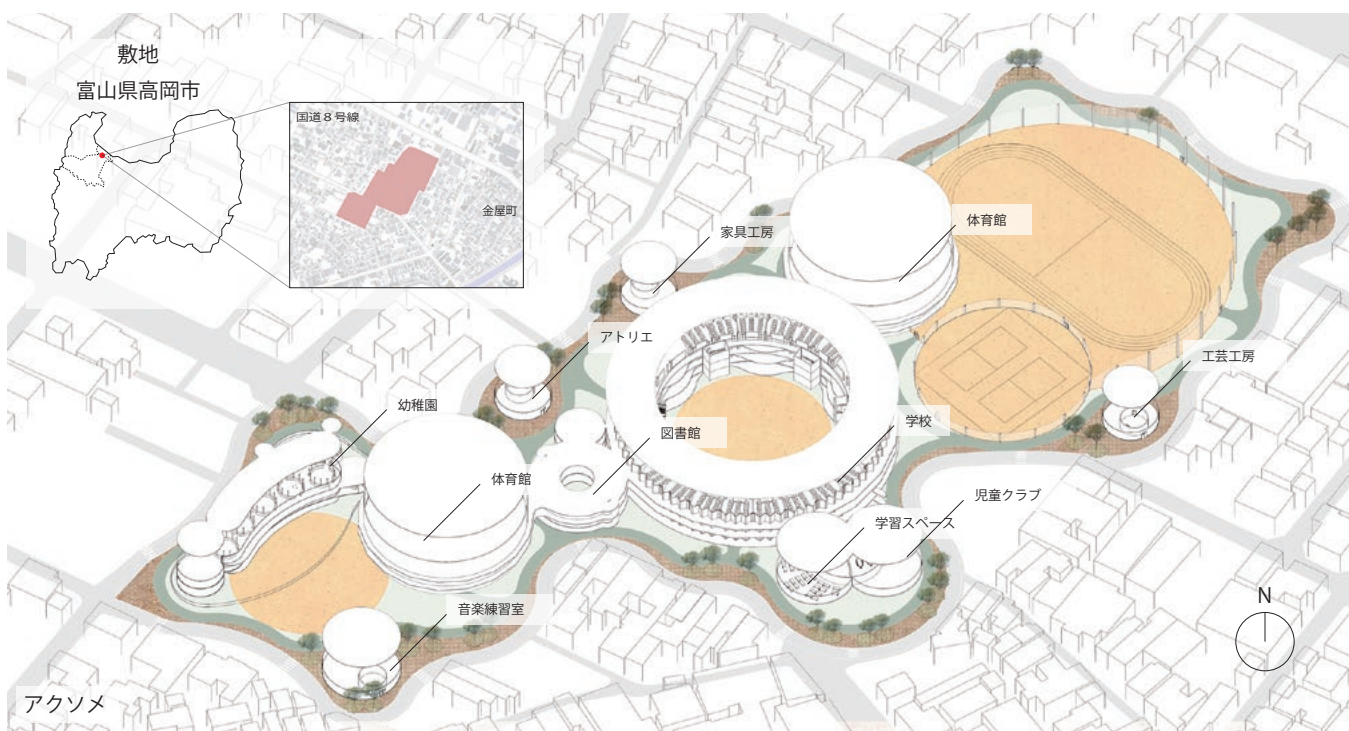 敷地
富山県高岡市
国道８号線
金屋町
体育館
家具工房
アトリエ
工芸工房
幼稚園
学校
図書館
体育館
児童クラブ
学習スペース
音楽練習室
N
アクソメ